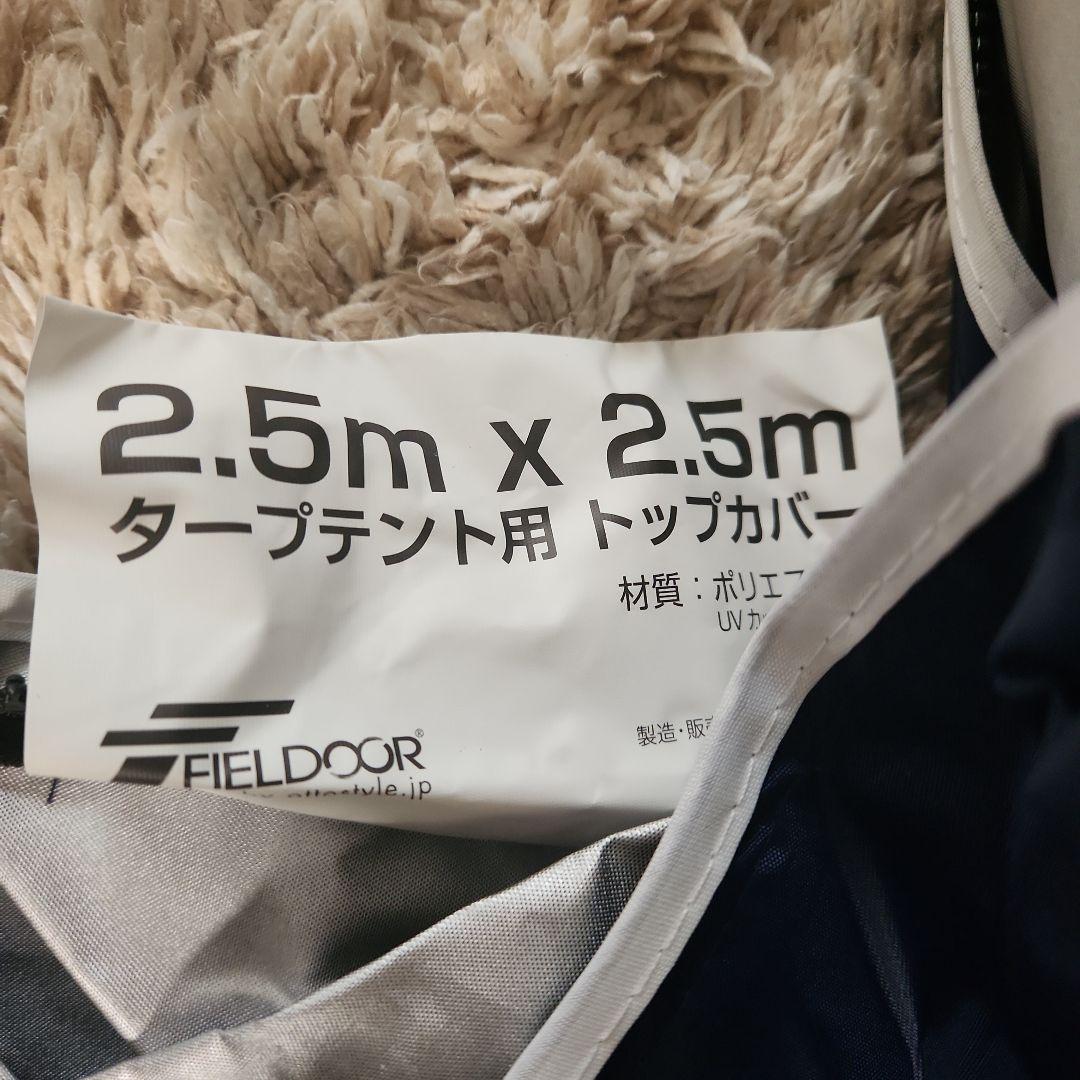 2.5m x 2.5m
タープテント用 トップカバー
材質：ポリエ
UV カ
製造・販
FIELDOOR®